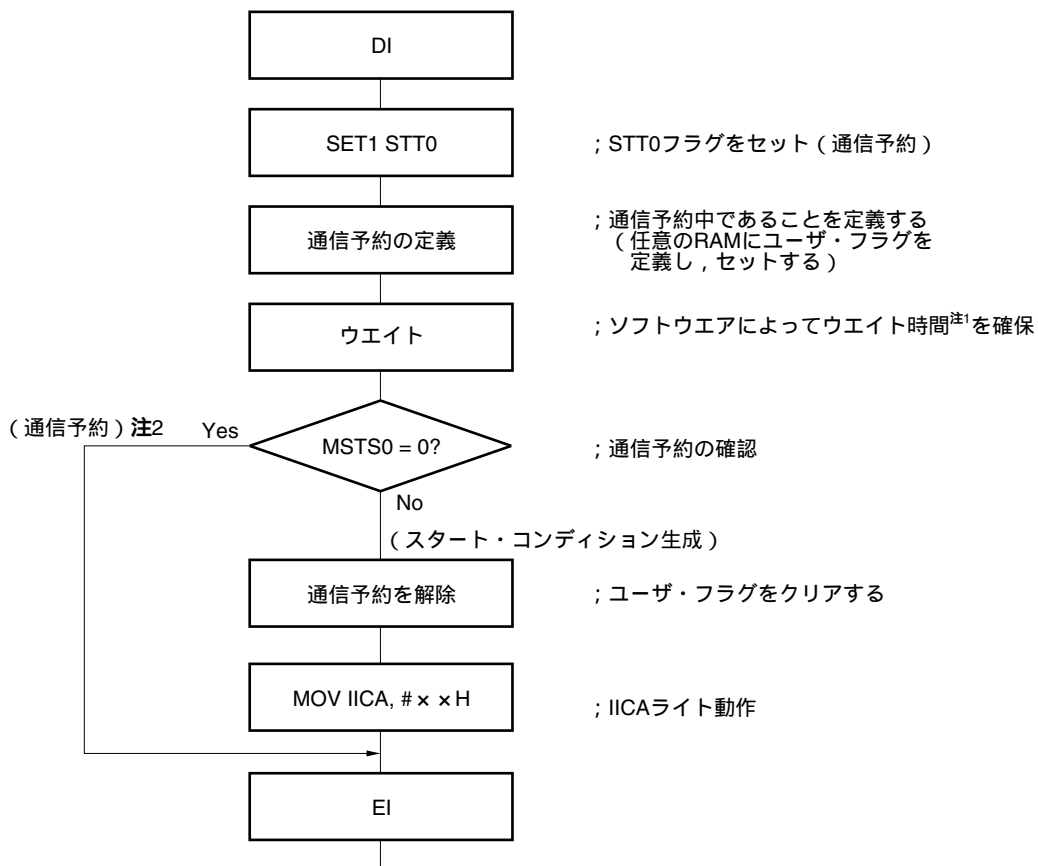 DI
SET1 STT0
；STT0フラグをセット（通信予約）
通信予約の定義
；通信予約中であることを定義する
（任意のRAMにユーザ・フラグを
定義し，セットする）
ウエイト
；ソフトウエアによってウエイト時間注1を確保
（通信予約）注2 Yes
MSTS0 = 0?
；通信予約の確認
No
（スタート・コンディション生成）
通信予約を解除
；ユーザ・フラグをクリアする
MOV IICA, #××H
；IICAライト動作
EI